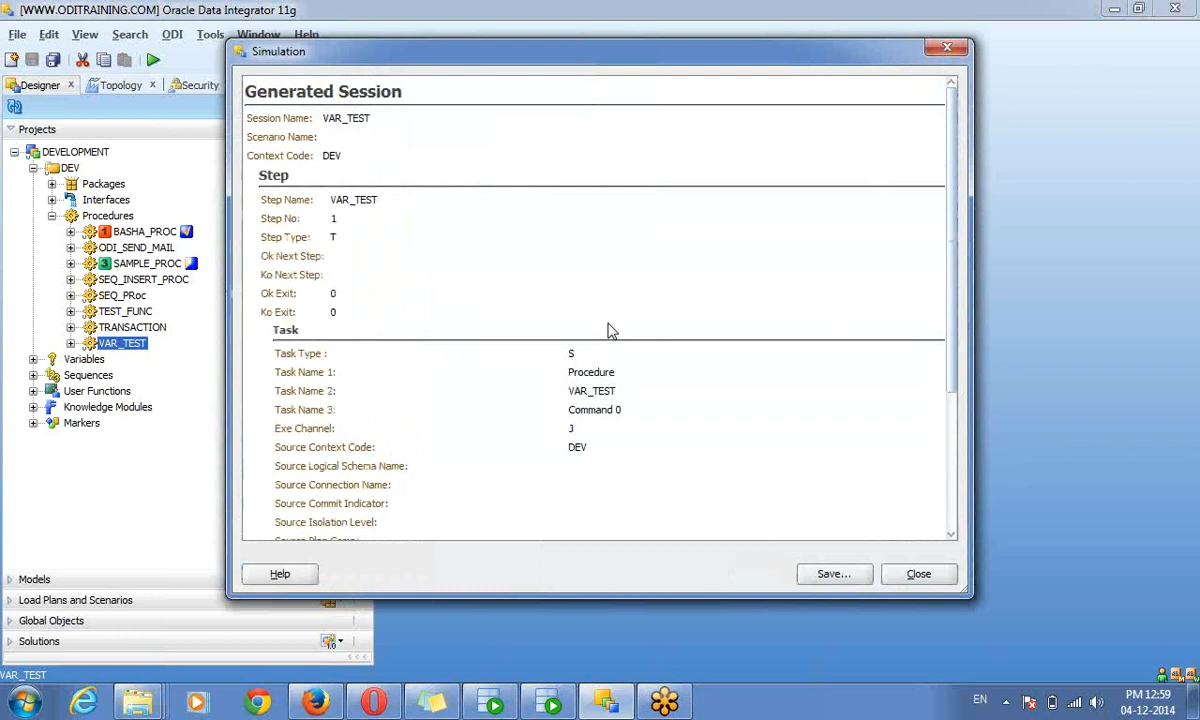 [WWW.ODITRAINING.COM] Oracle Data Integrator 11g
File Edit View Search ODI Tools Window Help
Designer Topology Security
Projects
DEVELOPMENT
DEV
Packages
Interfaces
Procedures
1 BASHA_PROC
ODI_SEND_MAIL
3 SAMPLE_PROC
SEQ_INSERT_PROC
SEQ_PRoc
TEST_FUNC
TRANSACTION
VAR_TEST
Variables
Sequences
User Functions
Knowledge Modules
Markers
Models
Load Plans and Scenarios
Global Objects
Solutions
1.0
VAR_TEST
Simulation
Generated Session
Session Name: VAR_TEST
Scenario Name:
Context Code: DEV
Step
Step Name: VAR_TEST
Step No: 1
Step Type: T
Ok Next Step:
Ko Next Step:
Ok Exit: 0
Ko Exit: 0
Task
Task Type : S
Task Name 1: Procedure
Task Name 2: VAR_TEST
Task Name 3: Command 0
Exe Channel: J
Source Context Code: DEV
Source Logical Schema Name:
Source Connection Name:
Source Commit Indicator:
Source Isolation Level:
Help Save... Close
EN
PM 12:59
04-12-2014